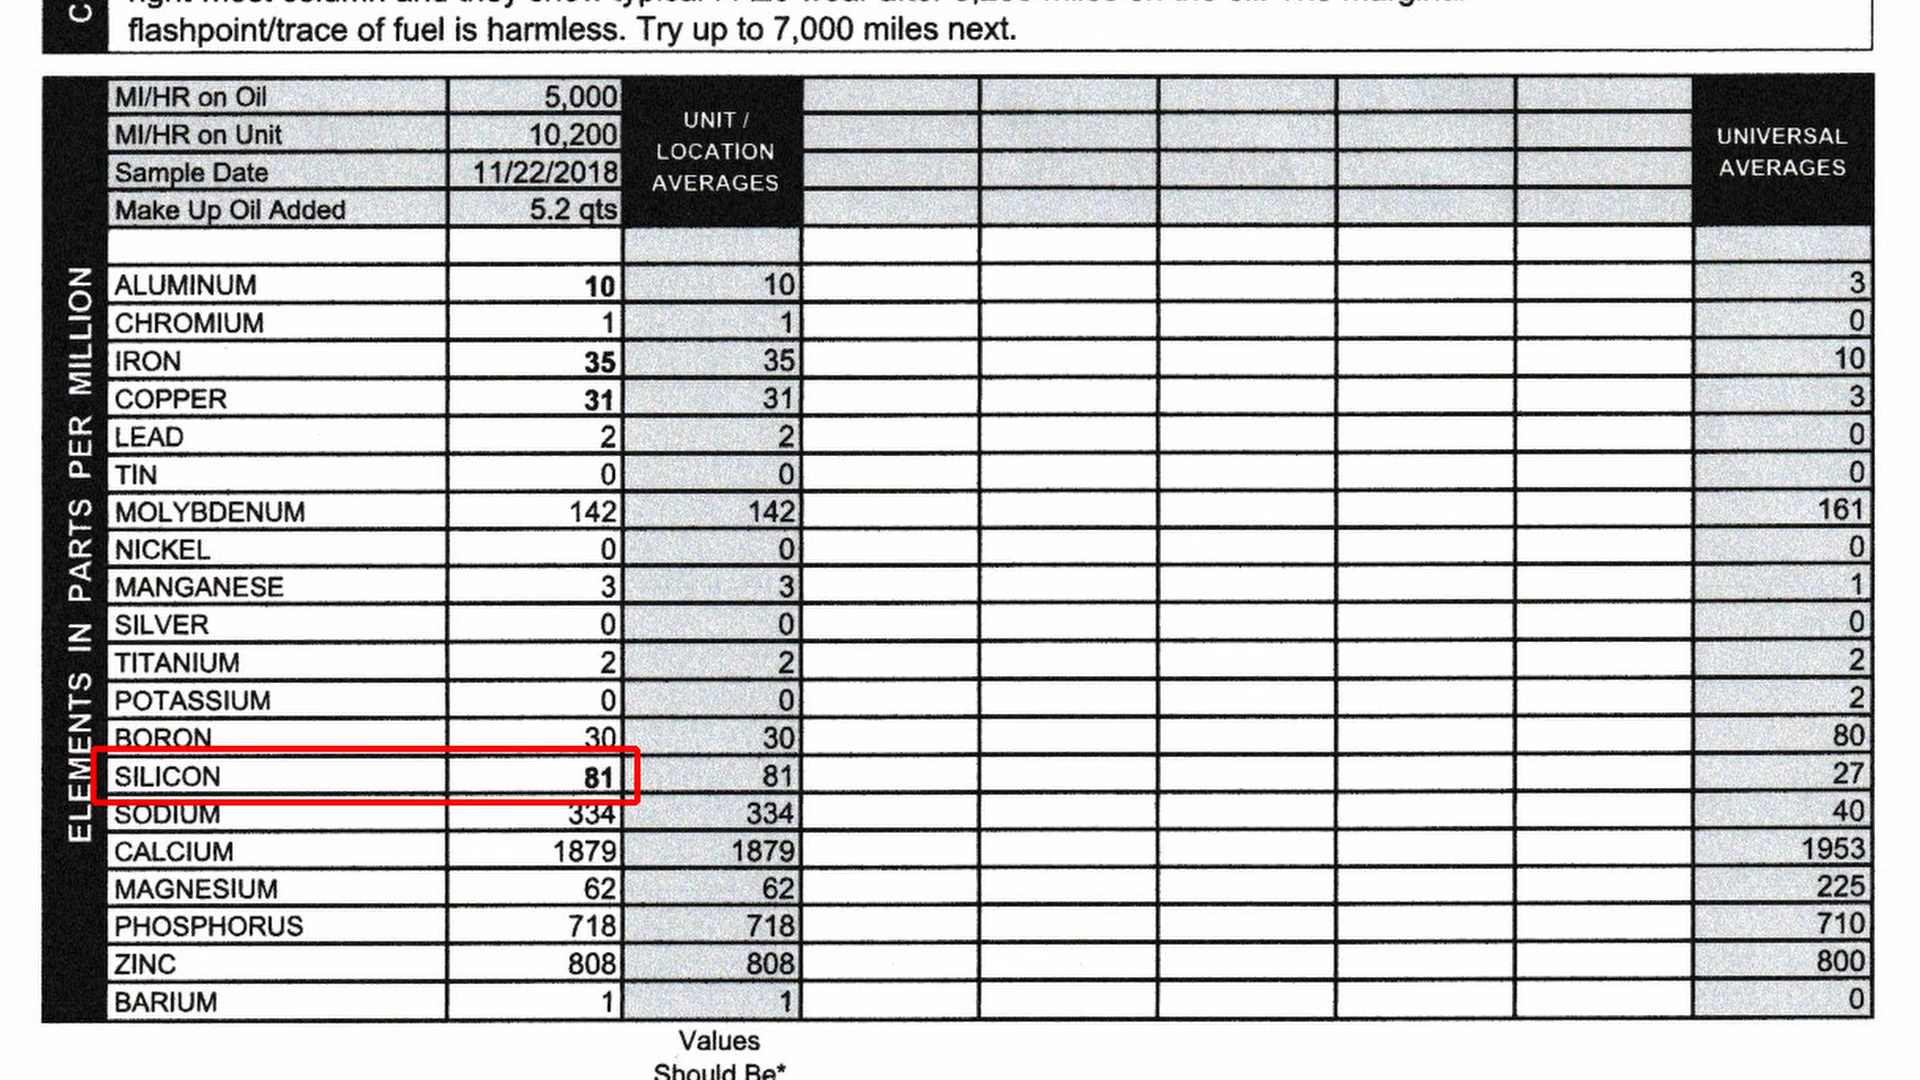 flashpoint/trace of fuel is harmless. Try up to 7,000 miles next.
C
MI/HR on Oil 5,000 UNIT / LOCATION AVERAGES UNIVERSAL AVERAGES
MI/HR on Unit 10,200
Sample Date 11/22/2018
Make Up Oil Added 5.2 qts
ELEMENTS IN PARTS PER MILLION
ALUMINUM 10 10 3
CHROMIUM 1 1 0
IRON 35 35 10
COPPER 31 31 3
LEAD 2 2 0
TIN 0 0 0
MOLYBDENUM 142 142 161
NICKEL 0 0 0
MANGANESE 3 3 1
SILVER 0 0 0
TITANIUM 2 2 2
POTASSIUM 0 0 2
BORON 30 30 80
SILICON 81 81 27
SODIUM 334 334 40
CALCIUM 1879 1879 1953
MAGNESIUM 62 62 225
PHOSPHORUS 718 718 710
ZINC 808 808 800
BARIUM 1 1 0
Values
Should Be*